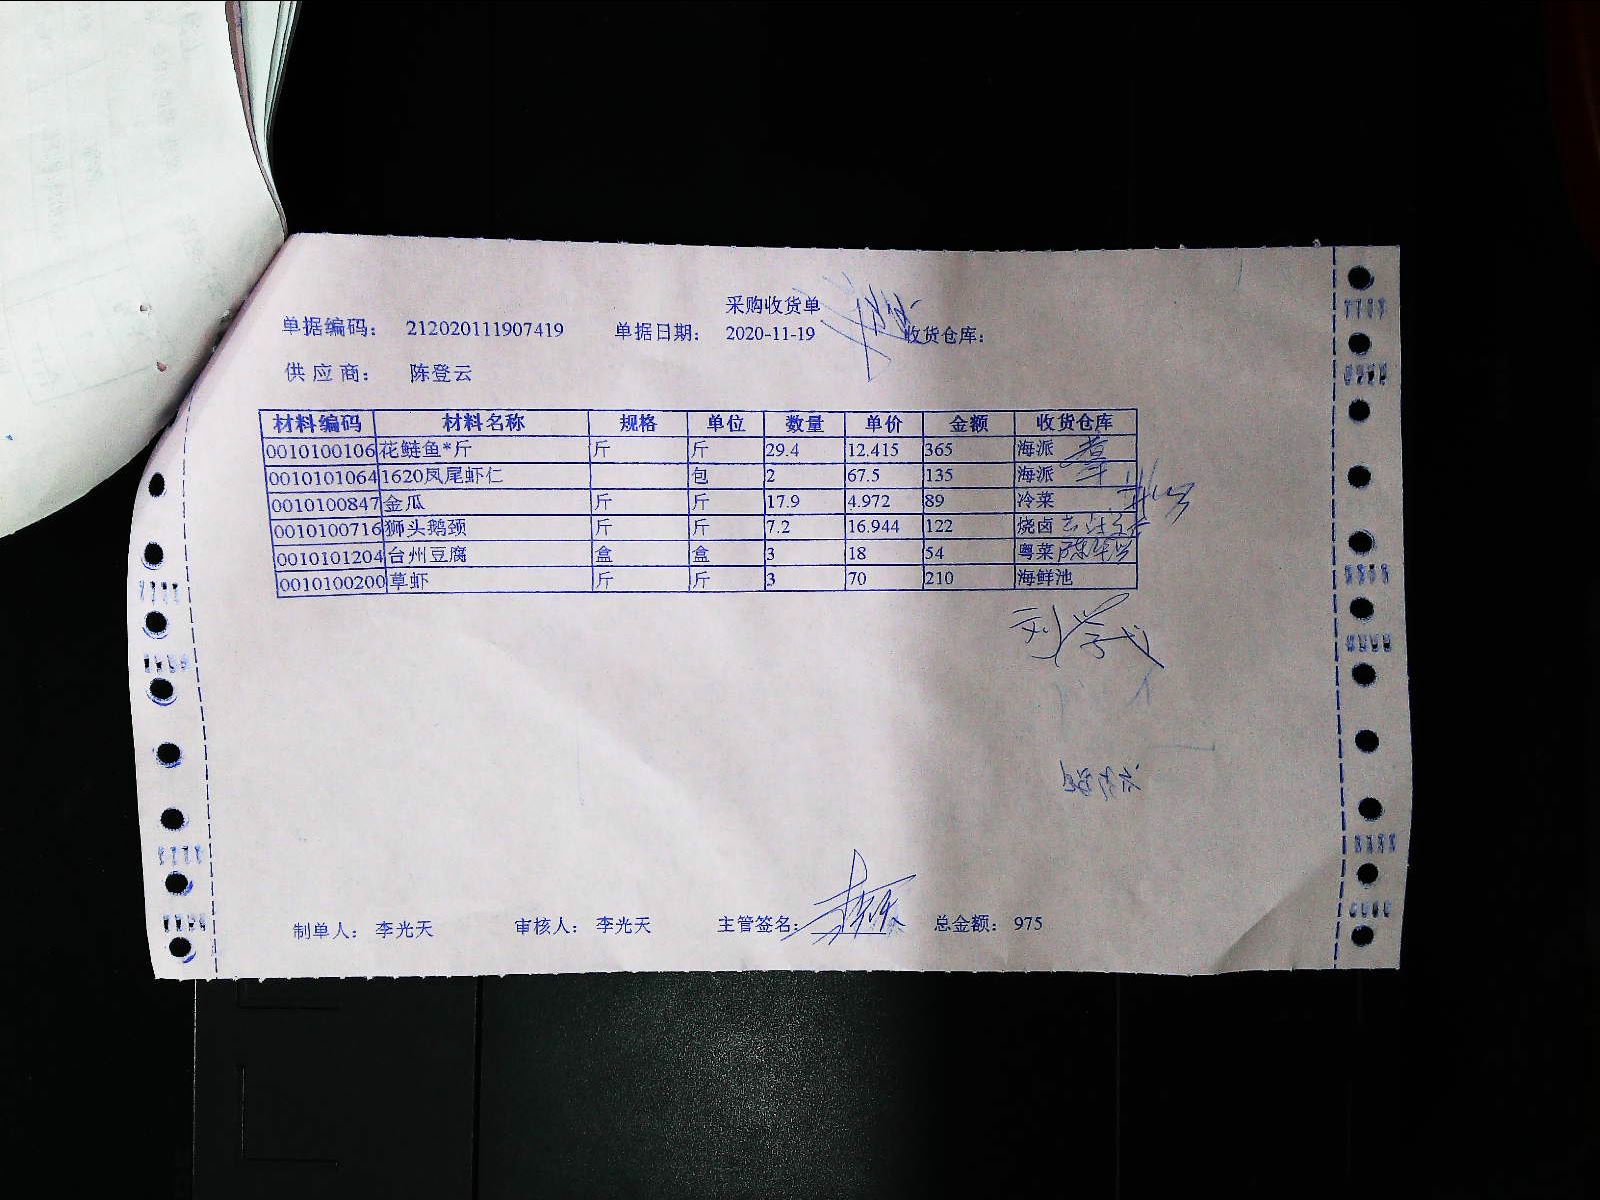 采购收货单
单据编码： 212020111907419 单据日期： 2020-11-19 收货仓库：
供应商： 陈登云
材料编码 材料名称 规格 单位 数量 单价 金额 收货仓库
0010100106 花鲢鱼*斤 斤 斤 29.4 12.415 365 海派
0010101064 1620凤尾虾仁 包 2 67.5 135 海派
0010100847 金瓜 斤 斤 17.9 4.972 89 冷菜
0010100716 狮头鹅颈 斤 斤 7.2 16.944 122 烧卤
0010101204 台州豆腐 盒 盒 3 18 54 粤菜
0010100200 草虾 斤 斤 3 70 210 海鲜池
制单人： 李光天 审核人： 李光天 主管签名： 总金额： 975